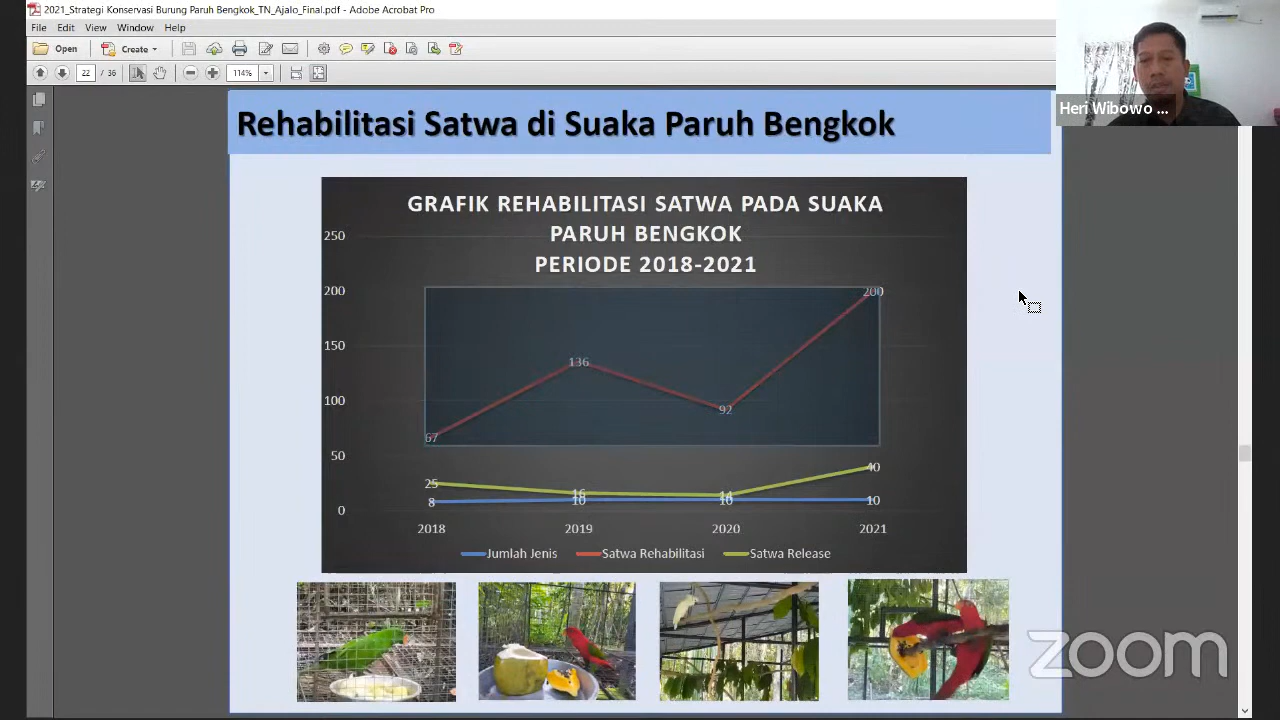 2021_Strategi Konservasi Burung Paruh Bengkok_TN_Ajalo_Final.pdf - Adobe Acrobat Pro
File Edit View Window Help
Open Create
22 / 36 114%
Heri Wibowo ...
Rehabilitasi Satwa di Suaka Paruh Bengkok
GRAFIK REHABILITASI SATWA PADA SUAKA
PARUH BENGKOK
PERIODE 2018-2021
250
200
150
100
50
0
67 136 92 200
25 16 14 40
8 10 10 10
2018 2019 2020 2021
Jumlah Jenis Satwa Rehabilitasi Satwa Release
zoom